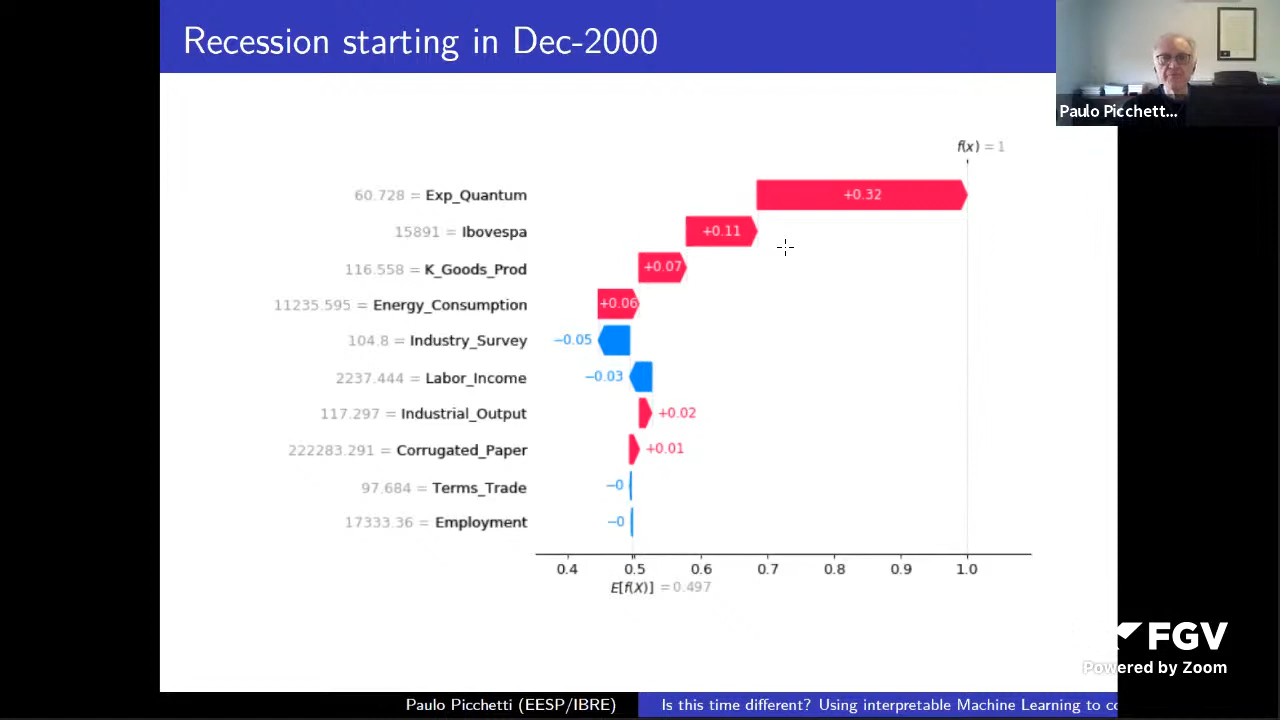 Recession starting in Dec-2000
Paulo Picchett...
f(x) = 1
60.728 = Exp_Quantum
+0.32
15891 = Ibovespa
+0.11
116.558 = K_Goods_Prod
+0.07
11235.595 = Energy_Consumption
+0.06
104.8 = Industry_Survey
−0.05
2237.444 = Labor_Income
−0.03
117.297 = Industrial_Output
+0.02
222283.291 = Corrugated_Paper
+0.01
97.684 = Terms_Trade
−0
17333.36 = Employment
−0
0.4 0.5 0.6 0.7 0.8 0.9 1.0
E[f(X)] = 0.497
FGV
Powered by Zoom
Paulo Picchetti (EESP/IBRE)
Is this time different? Using interpretable Machine Learning to